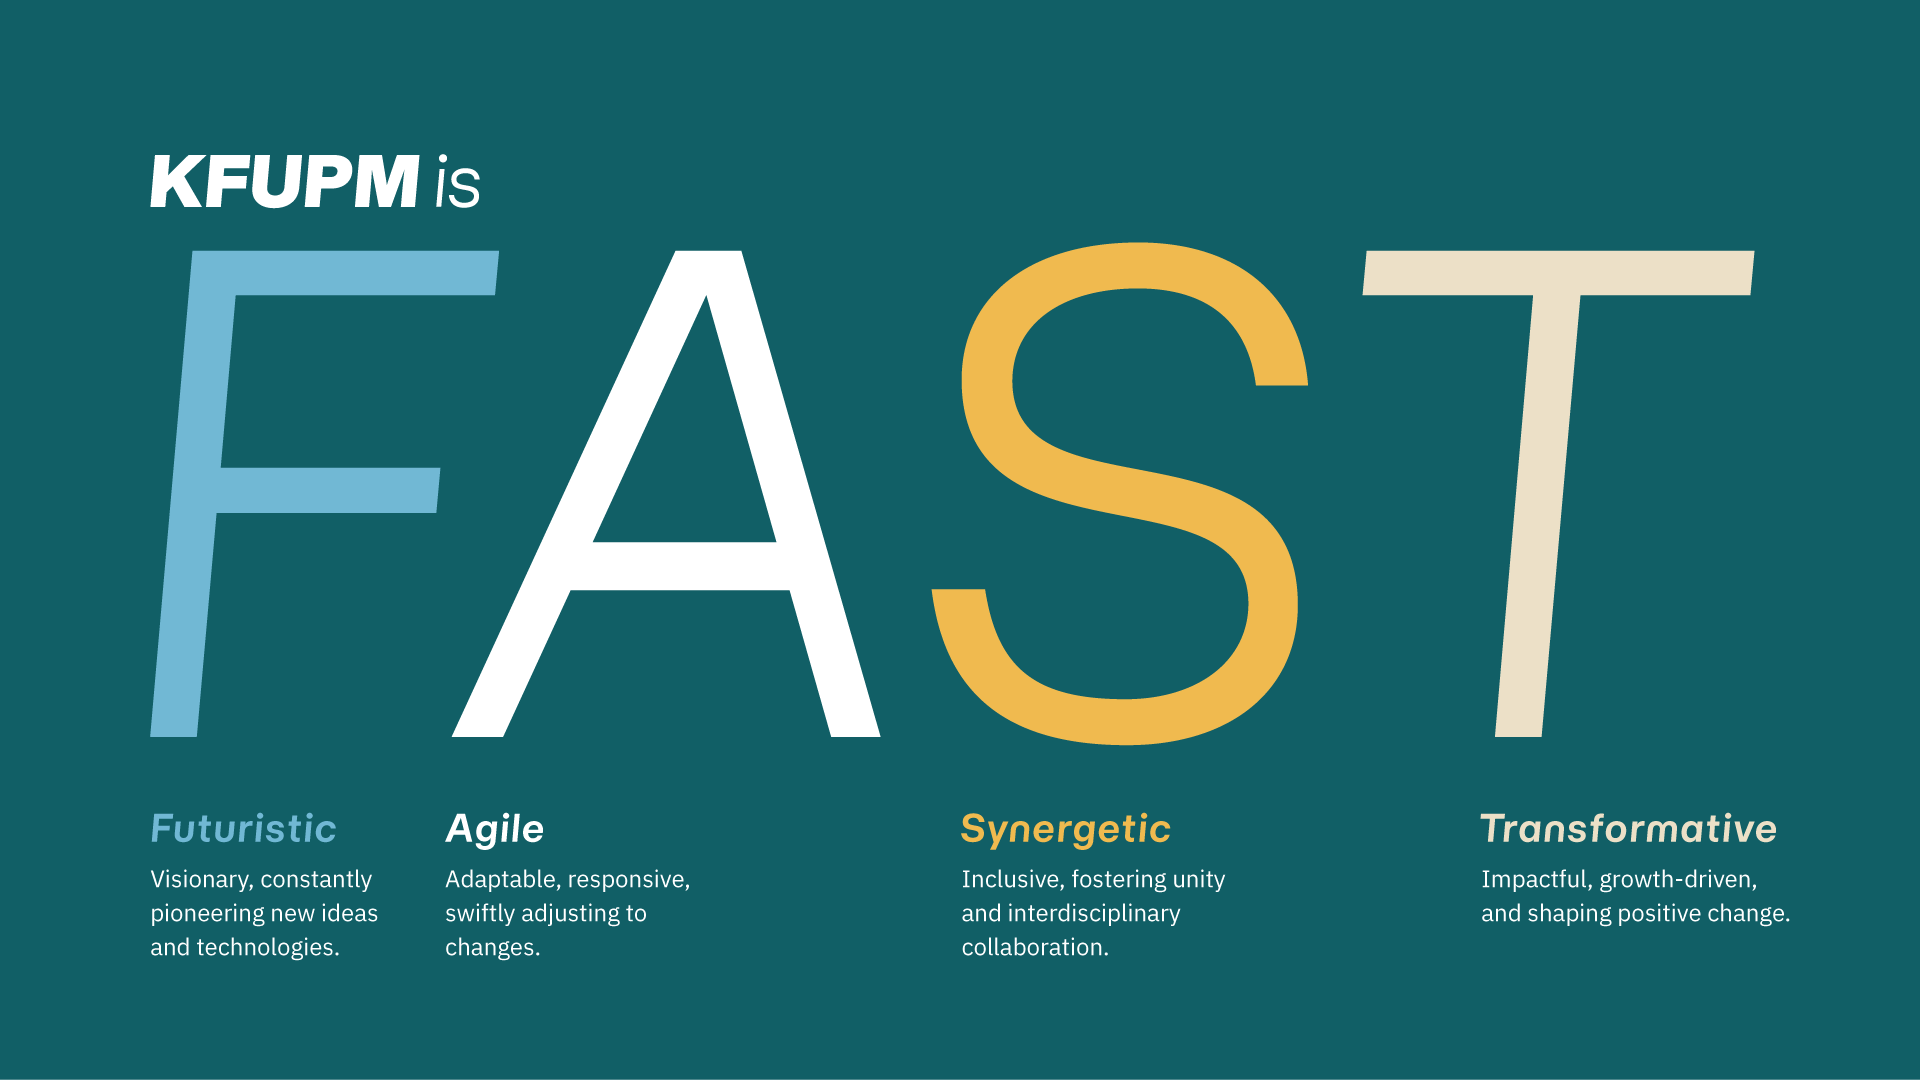 KFUPM is
FAST
Futuristic
Visionary, constantly
pioneering new ideas
and technologies.
Agile
Adaptable, responsive,
swiftly adjusting to
changes.
Synergetic
Inclusive, fostering unity
and interdisciplinary
collaboration.
Transformative
Impactful, growth-driven,
and shaping positive change.